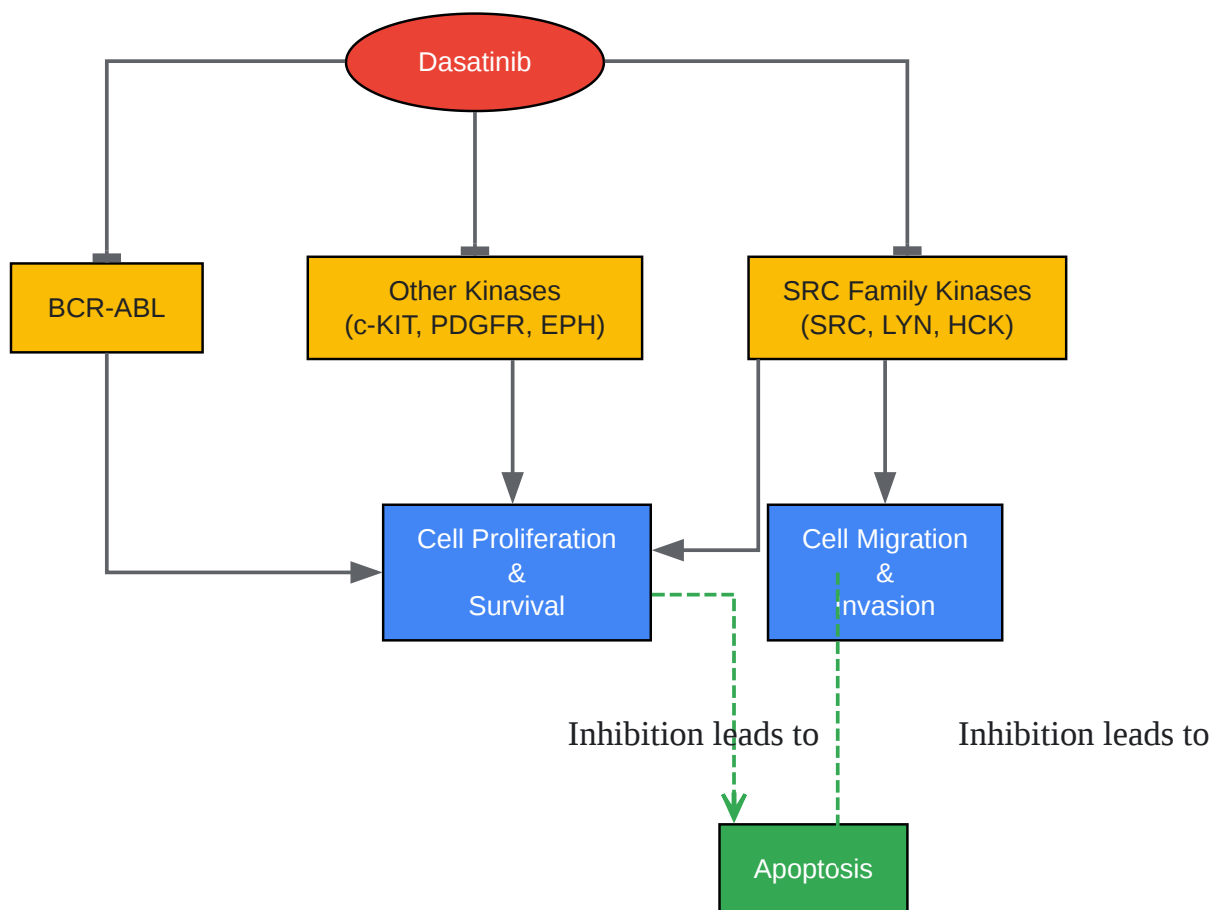 Dasatinib
BCR-ABL
Other Kinases
(c-KIT, PDGFR, EPH)
SRC Family Kinases
(SRC, LYN, HCK)
Cell Proliferation
&
Survival
Cell Migration
&
Invasion
Inhibition leads to
Inhibition leads to
Apoptosis